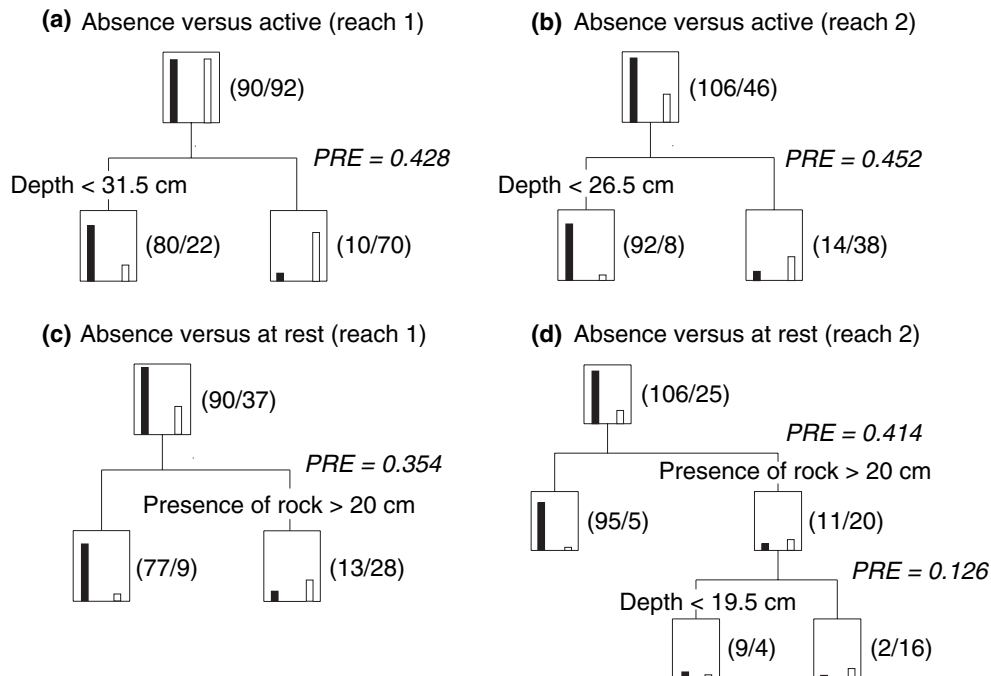 (a) Absence versus active (reach 1)
(90/92)
PRE = 0.428
Depth < 31.5 cm
(80/22)
(10/70)
(b) Absence versus active (reach 2)
(106/46)
PRE = 0.452
Depth < 26.5 cm
(92/8)
(14/38)
(c) Absence versus at rest (reach 1)
(90/37)
PRE = 0.354
Presence of rock > 20 cm
(77/9)
(13/28)
(d) Absence versus at rest (reach 2)
(106/25)
PRE = 0.414
Presence of rock > 20 cm
(95/5)
(11/20)
PRE = 0.126
Depth < 19.5 cm
(9/4)
(2/16)